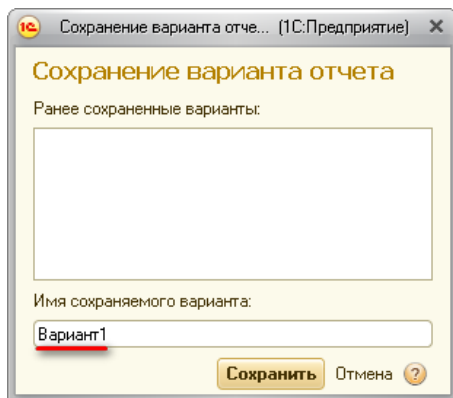 1С Сохранение варианта отче... (1С:Предприятие)
Сохранение варианта отчета
Ранее сохраненные варианты:
Имя сохраняемого варианта:
Вариант1
Сохранить Отмена ?